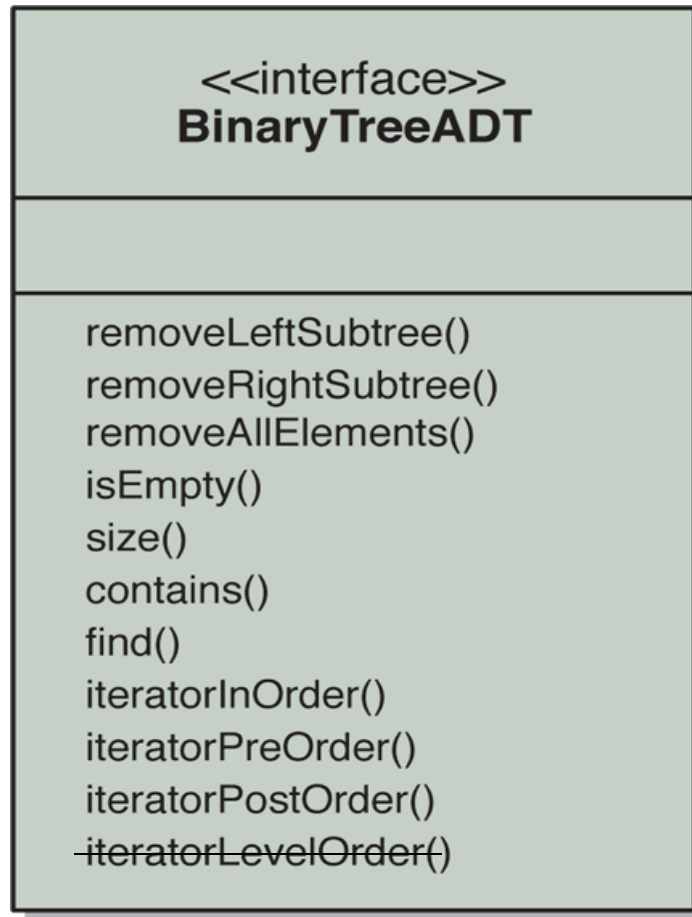 <<interface>>
BinaryTreeADT
removeLeftSubtree()
removeRightSubtree()
removeAllElements()
isEmpty()
size()
contains()
find()
iteratorInOrder()
iteratorPreOrder()
iteratorPostOrder()
iteratorLevelOrder()